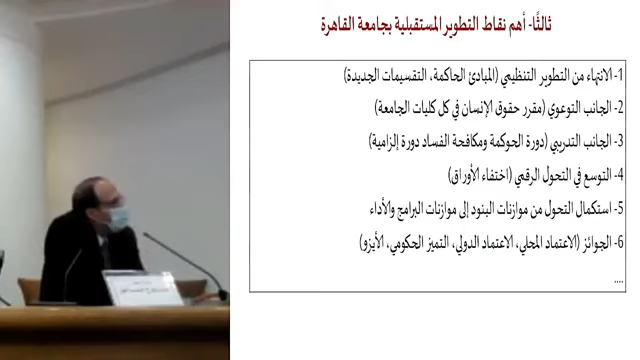 ثالثًا- أهم نقاط التطوير المستقبلية بجامعة القاهرة
1- الانتهاء من التطوير التنظيمي (المبادئ الحاكمة، التقسيمات الجديدة)
2- الجانب التوعوي (مقرر حقوق الإنسان في كل كليات الجامعة)
3- الجانب التدريبي (دورة الحوكمة ومكافحة الفساد دورة إلزامية)
4- التوسع في التحول الرقمي (اختفاء الأوراق)
5- استكمال التحول من موازنات البنود إلى موازنات البرامج والأداء
6- الجوائز (الاعتماد المحلي، الاعتماد الدولي، التميز الحكومي، الأيزو)
....